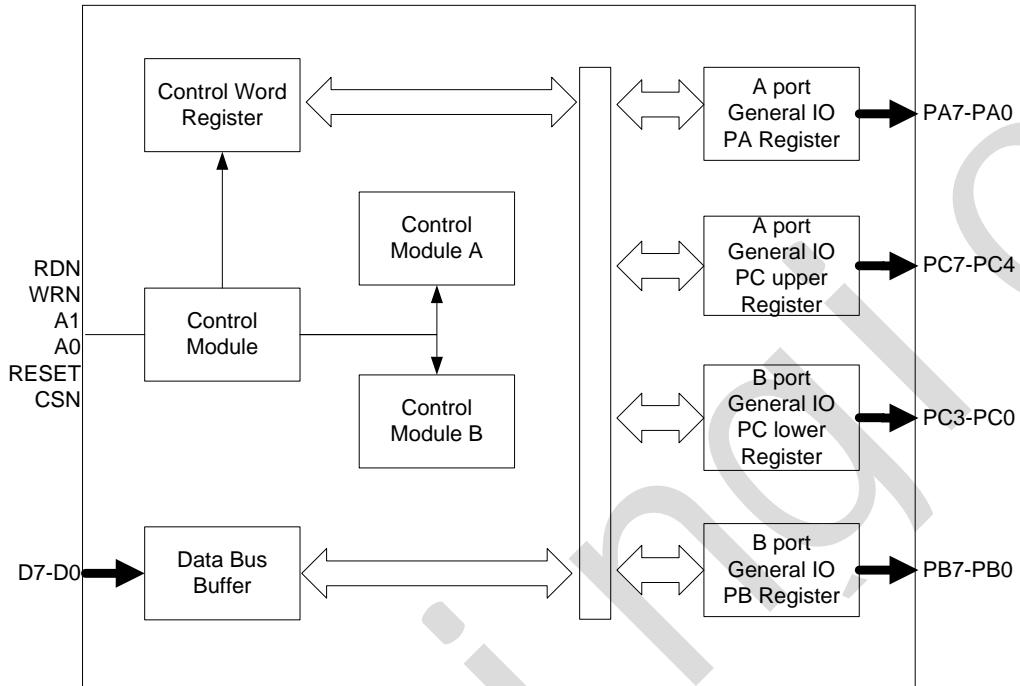 Control Word
Register
A port
General IO
PA Register
PA7-PA0
Control
Module A
A port
General IO
PC upper
Register
PC7-PC4
RDN
WRN
A1
A0
RESET
CSN
Control
Module
Control
Module B
B port
General IO
PC lower
Register
PC3-PC0
D7-D0
Data Bus
Buffer
B port
General IO
PB Register
PB7-PB0